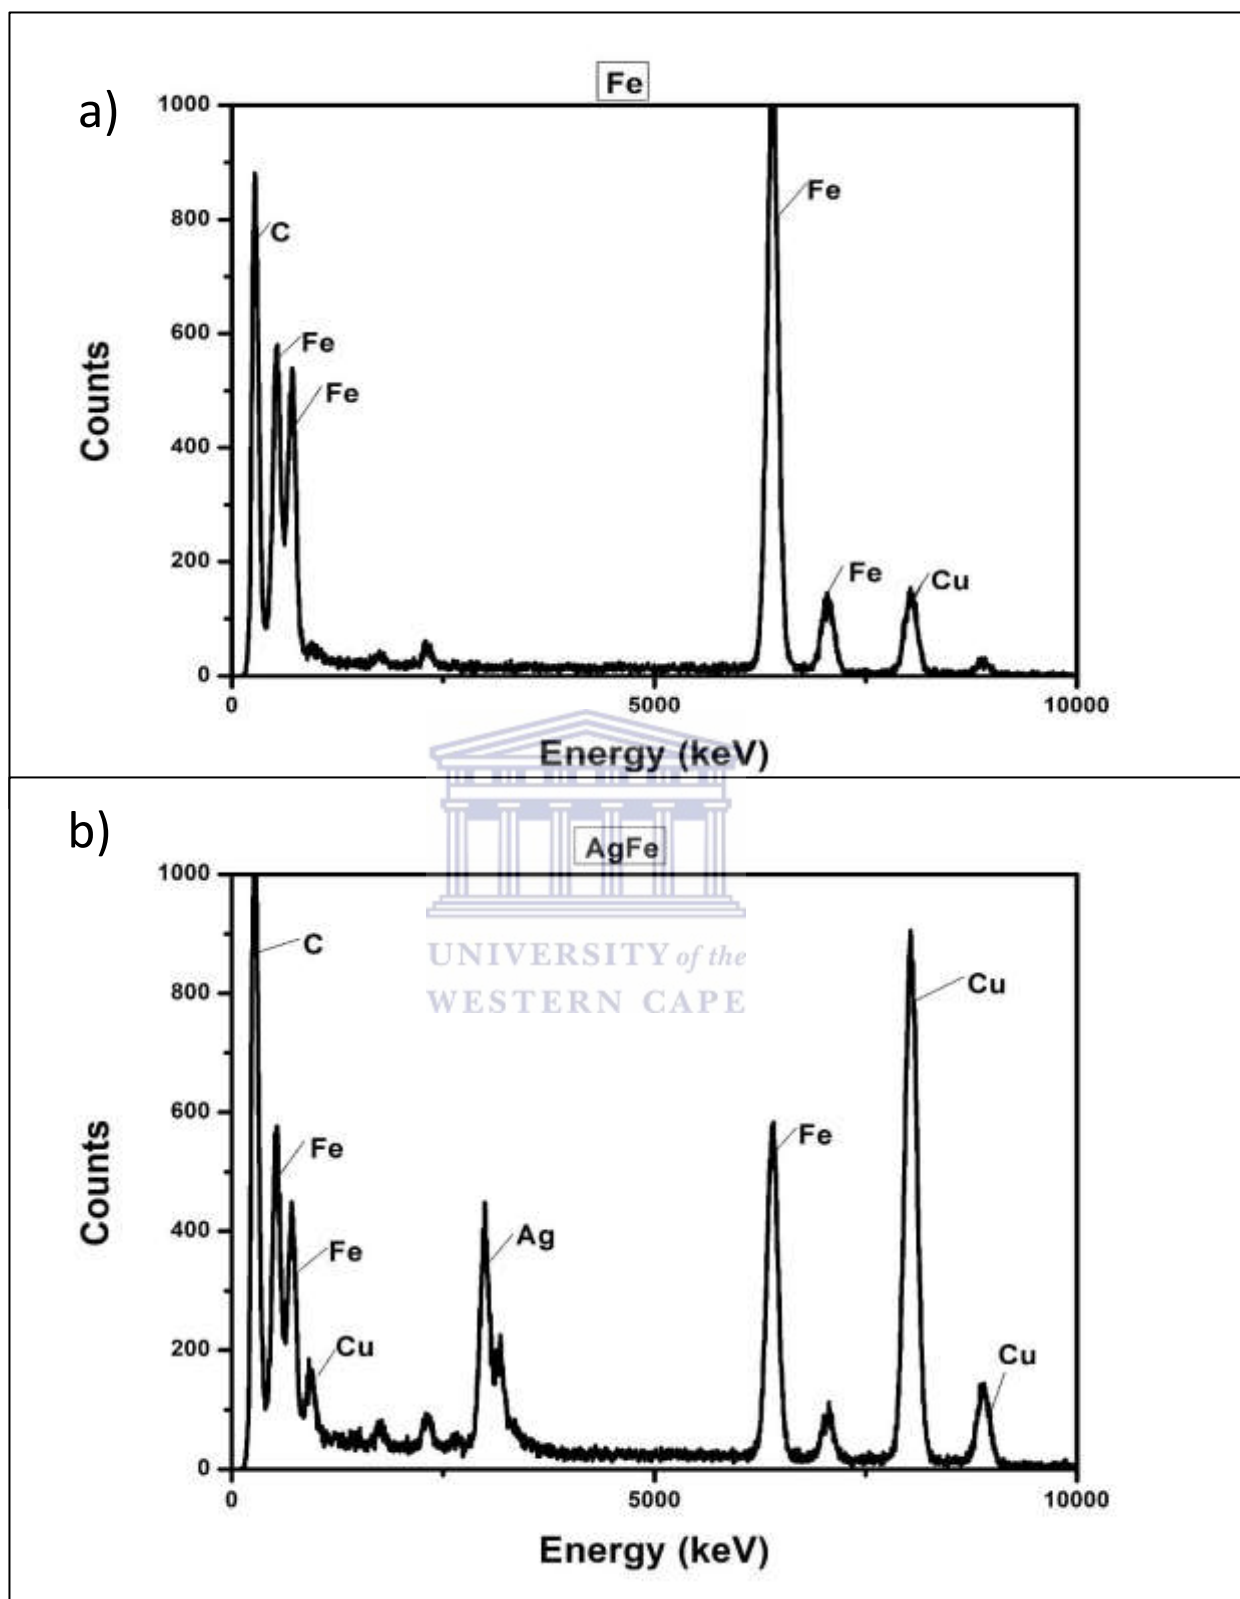 a)
Fe
1000
800
600
400
200
0
Counts
C
Fe
Fe
Fe
Fe
Cu
0 5000 10000
Energy (keV)
b)
AgFe
UNIVERSITY of the
WESTERN CAPE
1000
800
600
400
200
0
Counts
C
Fe
Fe
Cu
Ag
Fe
Cu
Cu
0 5000 10000
Energy (keV)